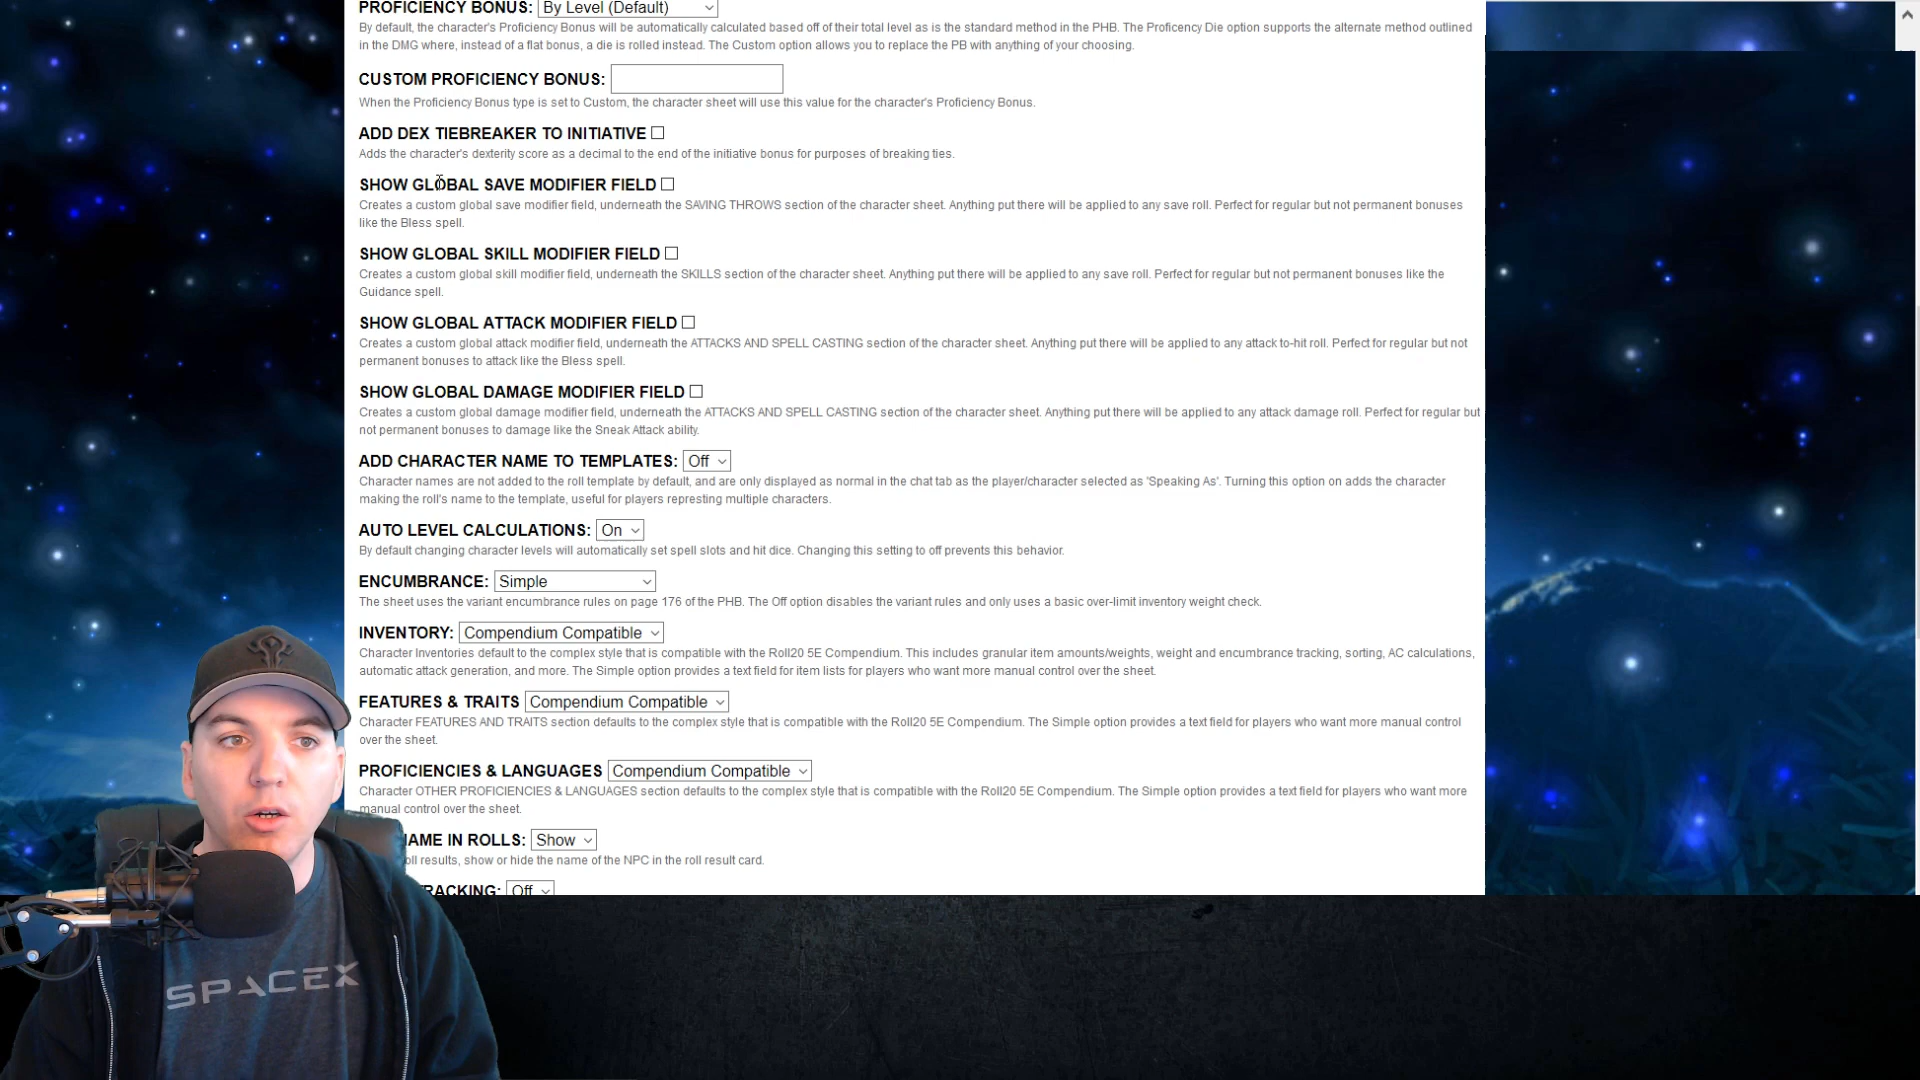 PROFICIENCY BONUS: By Level (Default)
By default, the character's Proficiency Bonus will be automatically calculated based off of their total level as is the standard method in the PHB. The Proficency Die option supports the alternate method outlined
in the DMG where, instead of a flat bonus, a die is rolled instead. The Custom option allows you to replace the PB with anything of your choosing.
CUSTOM PROFICIENCY BONUS:
When the Proficiency Bonus type is set to Custom, the character sheet will use this value for the character's Proficiency Bonus.
ADD DEX TIEBREAKER TO INITIATIVE
Adds the character's dexterity score as a decimal to the end of the initiative bonus for purposes of breaking ties.
SHOW GLOBAL SAVE MODIFIER FIELD
Creates a custom global save modifier field, underneath the SAVING THROWS section of the character sheet. Anything put there will be applied to any save roll. Perfect for regular but not permanent bonuses
like the Bless spell.
SHOW GLOBAL SKILL MODIFIER FIELD
Creates a custom global skill modifier field, underneath the SKILLS section of the character sheet. Anything put there will be applied to any save roll. Perfect for regular but not permanent bonuses like the
Guidance spell.
SHOW GLOBAL ATTACK MODIFIER FIELD
Creates a custom global attack modifier field, underneath the ATTACKS AND SPELL CASTING section of the character sheet. Anything put there will be applied to any attack to-hit roll. Perfect for regular but not
permanent bonuses to attack like the Bless spell.
SHOW GLOBAL DAMAGE MODIFIER FIELD
Creates a custom global damage modifier field, underneath the ATTACKS AND SPELL CASTING section of the character sheet. Anything put there will be applied to any attack damage roll. Perfect for regular but
not permanent bonuses to damage like the Sneak Attack ability.
ADD CHARACTER NAME TO TEMPLATES: Off
Character names are not added to the roll template by default, and are only displayed as normal in the chat tab as the player/character selected as 'Speaking As'. Turning this option on adds the character
making the roll's name to the template, useful for players represting multiple characters.
AUTO LEVEL CALCULATIONS: On
By default changing character levels will automatically set spell slots and hit dice. Changing this setting to off prevents this behavior.
ENCUMBRANCE: Simple
The sheet uses the variant encumbrance rules on page 176 of the PHB. The Off option disables the variant rules and only uses a basic over-limit inventory weight check.
INVENTORY: Compendium Compatible
Character Inventories default to the complex style that is compatible with the Roll20 5E Compendium. This includes granular item amounts/weights, weight and encumbrance tracking, sorting, AC calculations,
automatic attack generation, and more. The Simple option provides a text field for item lists for players who want more manual control over the sheet.
FEATURES & TRAITS Compendium Compatible
Character FEATURES AND TRAITS section defaults to the complex style that is compatible with the Roll20 5E Compendium. The Simple option provides a text field for players who want more manual control
over the sheet.
PROFICIENCIES & LANGUAGES Compendium Compatible
Character OTHER PROFICIENCIES & LANGUAGES section defaults to the complex style that is compatible with the Roll20 5E Compendium. The Simple option provides a text field for players who want more
manual control over the sheet.
AME IN ROLLS: Show
oll results, show or hide the name of the NPC in the roll result card.
RACKING: Off
SPACEX